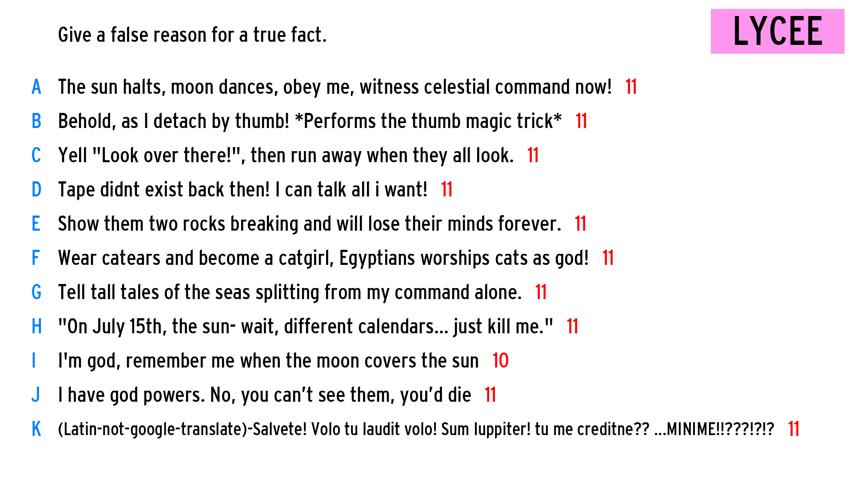 Give a false reason for a true fact.
LYCEE
A The sun halts, moon dances, obey me, witness celestial command now! 11
B Behold, as I detach by thumb! *Performs the thumb magic trick* 11
C Yell "Look over there!", then run away when they all look. 11
D Tape didnt exist back then! I can talk all i want! 11
E Show them two rocks breaking and will lose their minds forever. 11
F Wear catears and become a catgirl, Egyptians worships cats as god! 11
G Tell tall tales of the seas splitting from my command alone. 11
H "On July 15th, the sun- wait, different calendars... just kill me." 11
I I'm god, remember me when the moon covers the sun 10
J I have god powers. No, you can't see them, you'd die 11
K (Latin-not-google-translate)-Salvete! Volo tu laudit volo! Sum Iuppiter! tu me creditne?? ...MINIME!!???!?!? 11